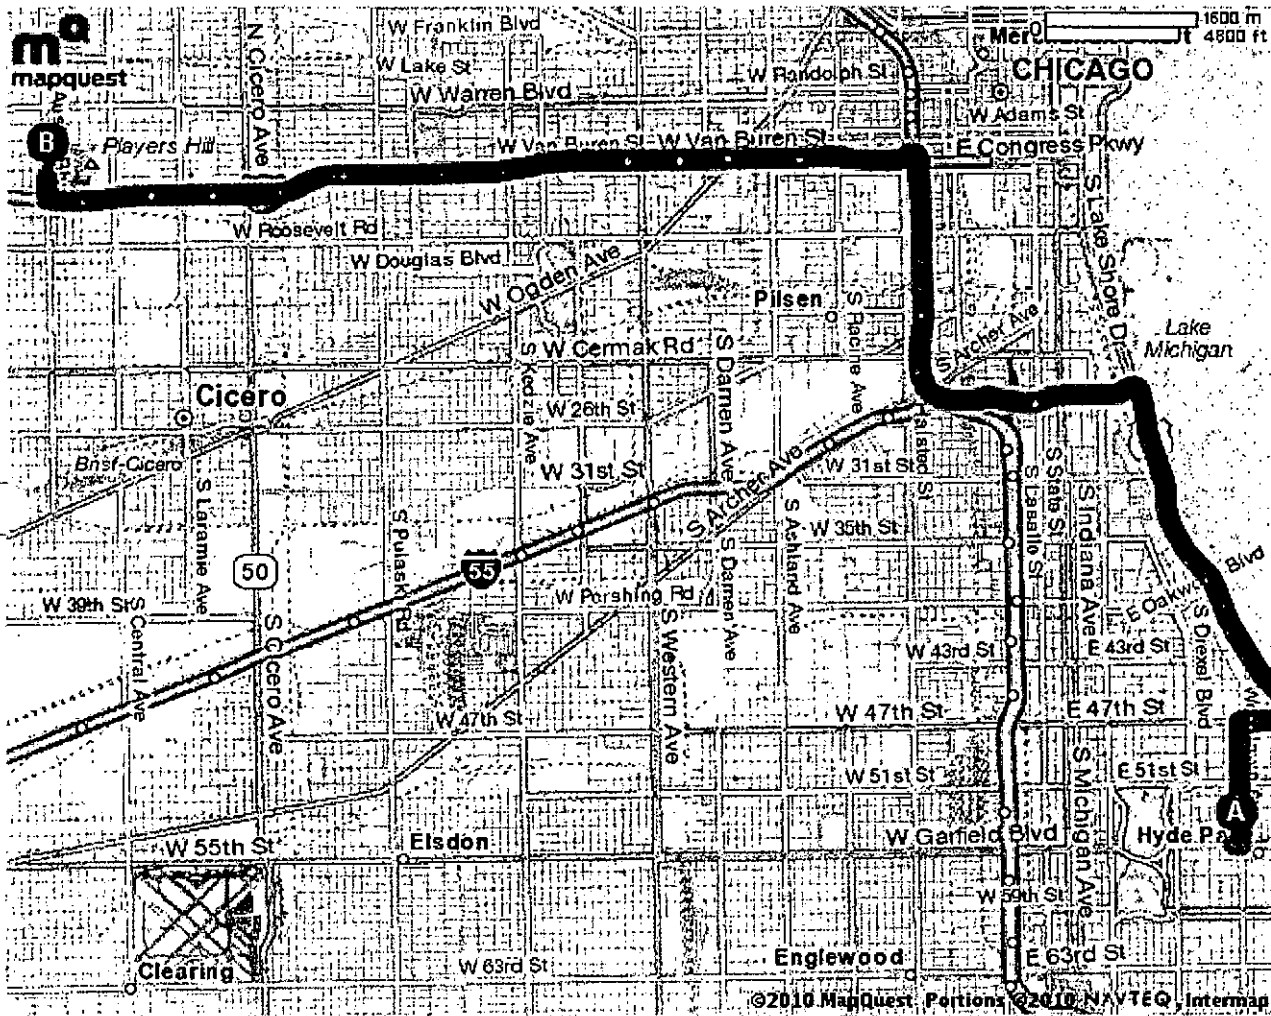 mapquest
W Franklin Blvd
1600 m
4800 ft
N Cicero Ave
W Lake St
W Randolph St
CHICAGO
W Warren Blvd
W Adams St
B
Players Hill
W Van Buren St
W Van Buren St
E Congress Pkwy
S Lake Shore Dr
W Roosevelt Rd
W Douglas Blvd
W Ogden Ave
Pilsen
S Racine Ave
S Archer Ave
Lake
Michigan
W Cermak Rd
S Kedzie Ave
S Damen Ave
Cicero
W 26th St
Bnsf-Cicero
W 31st St
S Archer Ave
W 31st St
S Halsted St
S Laramie Ave
S Pulaski Rd
S Ashland Ave
W 35th St
S Lasalle St
S State St
S Indiana Ave
50
55
S Damen Ave
Blvd
E Oakw
W 39th St
S Central Ave
W Pershing Rd
S Western Ave
W 43rd St
E 43rd St
S Drexel Blvd
S Cicero Ave
W 47th St
W 47th St
E 47th St
W 51st St
E 51st St
S Michigan Ave
A
W 55th St
Elsdon
W Garfield Blvd
Hyde Pa
W 59th St
Clearing
W 63rd St
Englewood
E 63rd St
©2010 MapQuest Portions ©2010 NAVTEQ, Intermap